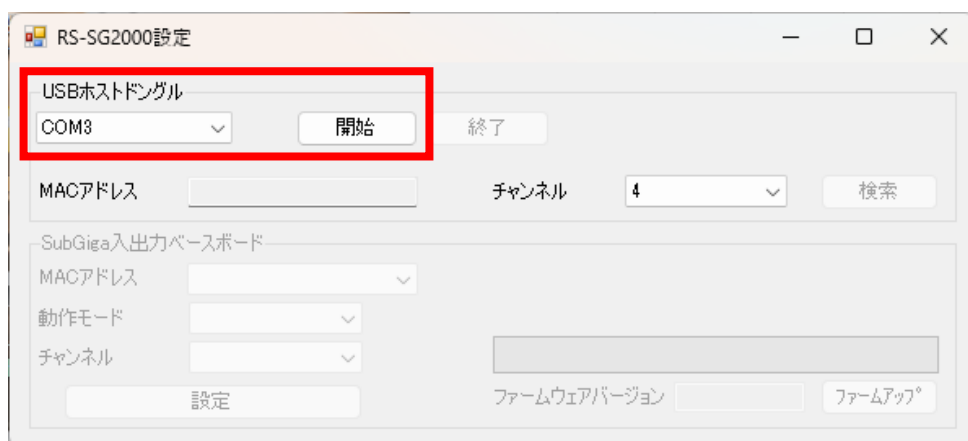 RS-SG2000設定
USBホストドングル
COM3 開始 終了
MACアドレス チャンネル 4 検索
SubGiga入出力ベースボード
MACアドレス
動作モード
チャンネル
設定 ファームウェアバージョン ファームアップ